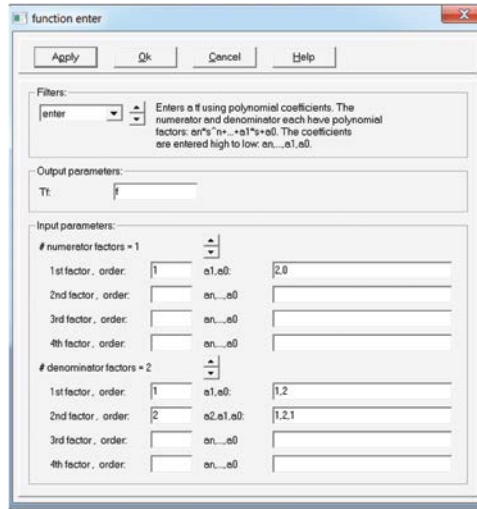 function enter
Apply Ok Cancel Help
Filters:
enter
Enters a tf using polynomial coefficients. The
numerator and denominator each have polynomial
factors: an*s^n+...+a1*s+a0. The coefficients
are entered high to low: an,...,a1,a0.
Output parameters:
Tf: f
Input parameters:
# numerator factors = 1
1st factor , order: 1 a1,a0: 2,0
2nd factor , order: an,...,a0
3rd factor , order: an,...,a0
4th factor , order: an,...,a0
# denominator factors = 2
1st factor , order: 1 a1,a0: 1,2
2nd factor , order: 2 a2,a1,a0: 1,2,1
3rd factor , order: an,...,a0
4th factor , order: an,...,a0